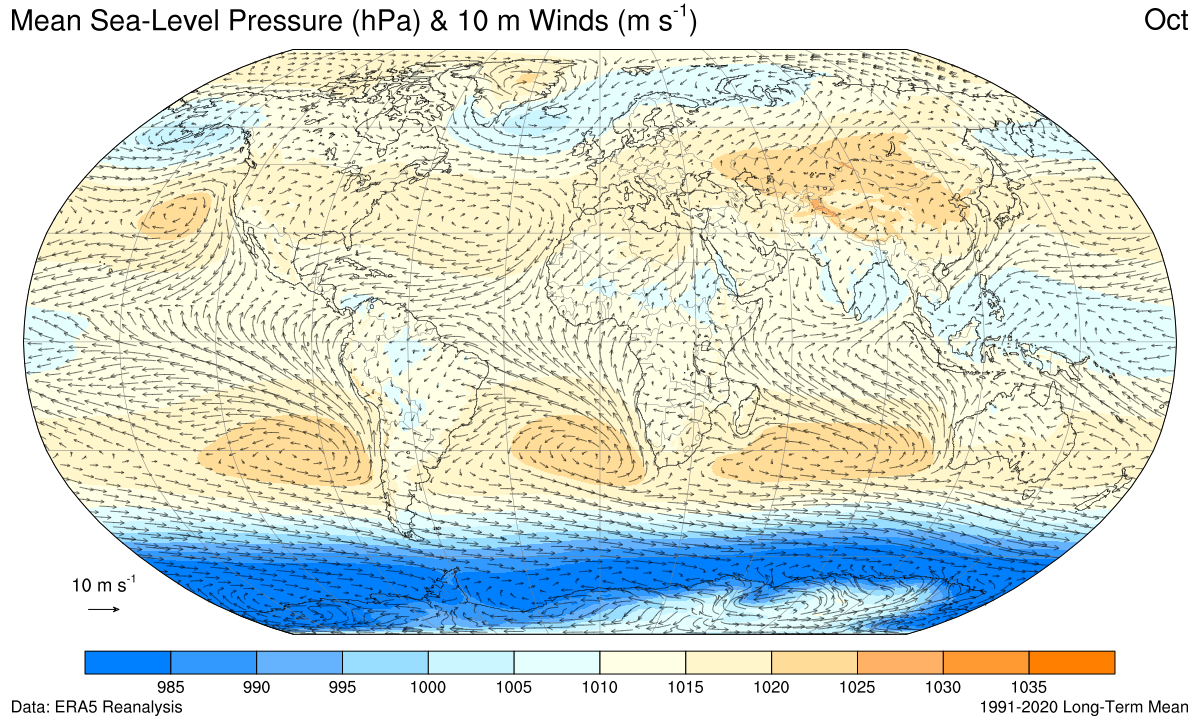 Mean Sea-Level Pressure (hPa) & 10 m Winds (m s-1) Oct
10 m s-1
985 990 995 1000 1005 1010 1015 1020 1025 1030 1035
Data: ERA5 Reanalysis 1991-2020 Long-Term Mean